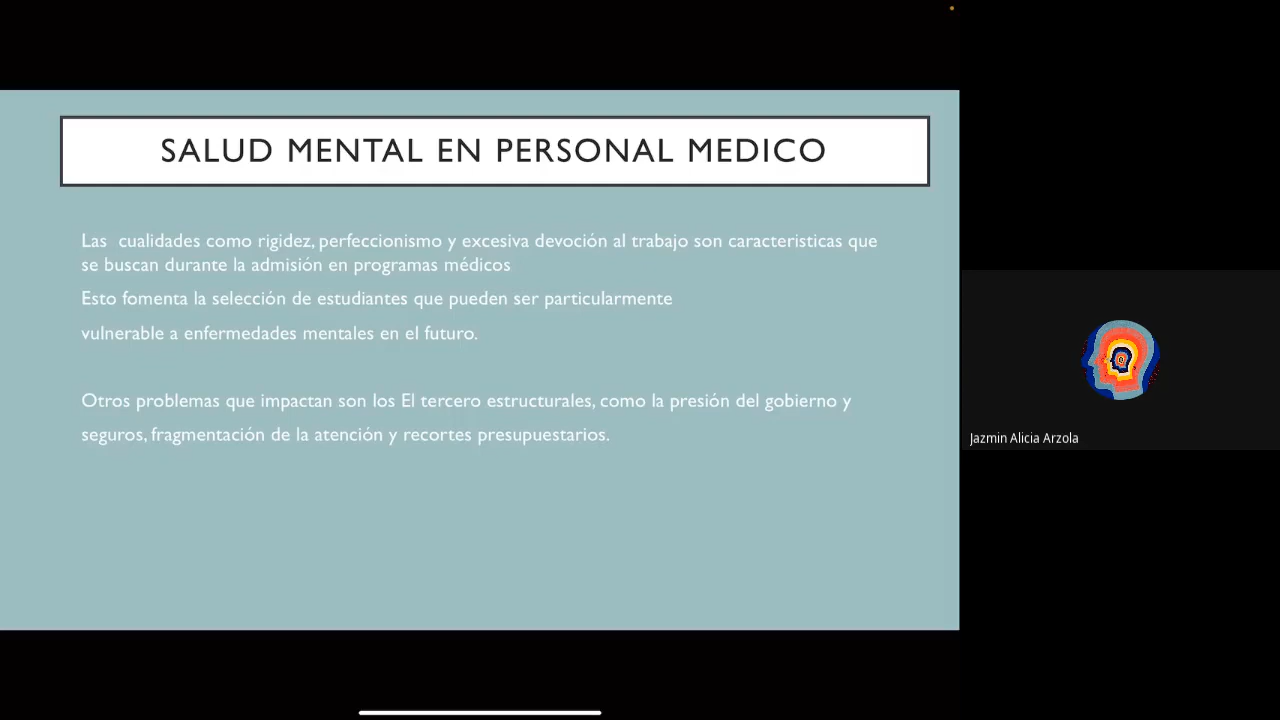 SALUD MENTAL EN PERSONAL MEDICO
Las cualidades como rigidez, perfeccionismo y excesiva devoción al trabajo son caracteristicas que
se buscan durante la admisión en programas médicos
Esto fomenta la selección de estudiantes que pueden ser particularmente
vulnerable a enfermedades mentales en el futuro.
Otros problemas que impactan son los El tercero estructurales, como la presión del gobierno y
seguros, fragmentación de la atención y recortes presupuestarios.
Jazmin Alicia Arzola